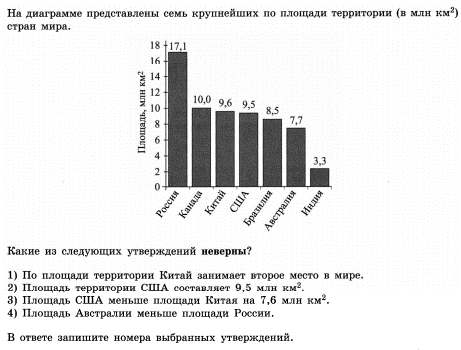 На диаграмме представлены семь крупнейших по площади территории (в млн км²)
стран мира.
Площадь, млн км²
18
16
14
12
10
8
6
4
2
0
17,1
10,0
9,6
9,5
8,5
7,7
3,3
Россия
Канада
Китай
США
Бразилия
Австралия
Индия
Какие из следующих утверждений неверны?
1) По площади территории Китай занимает второе место в мире.
2) Площадь территории США составляет 9,5 млн км².
3) Площадь США меньше площади Китая на 7,6 млн км².
4) Площадь Австралии меньше площади России.
В ответе запишите номера выбранных утверждений.